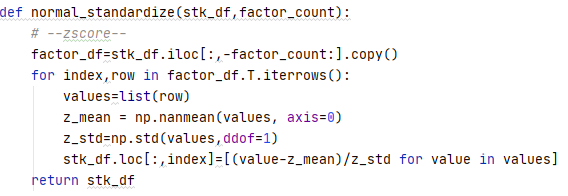 def normal_standardize(stk_df,factor_count):
    # --zscore--
    factor_df=stk_df.iloc[:,-factor_count:].copy()
    for index,row in factor_df.T.iterrows():
        values=list(row)
        z_mean = np.nanmean(values, axis=0)
        z_std=np.std(values,ddof=1)
        stk_df.loc[:,index]=[(value-z_mean)/z_std for value in values]
    return stk_df